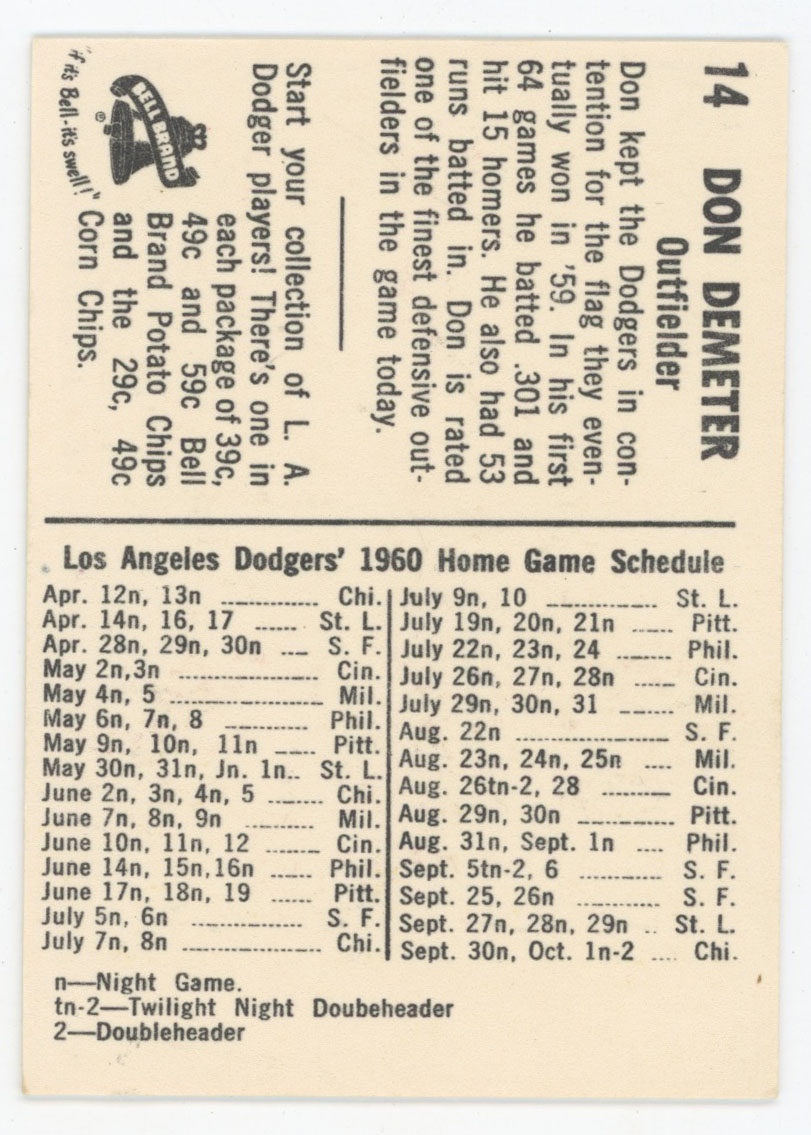 14 DON DEMETER
Outfielder
Don kept the Dodgers in con-
tention for the flag they even-
tually won in '59. In his first
64 games he batted .301 and
hit 15 homers. He also had 53
runs batted in. Don is rated
one of the finest defensive out-
fielders in the game today.
Start your collection of L. A.
Dodger players! There's one in
each package of 39c,
49c and 59c Bell
Brand Potato Chips
and the 29c, 49c
Corn Chips.
BELL BRAND
®
"if it's Bell-it's swell!"
Los Angeles Dodgers' 1960 Home Game Schedule
Apr. 12n, 13n ............... Chi.
Apr. 14n, 16, 17 ...... St. L.
Apr. 28n, 29n, 30n .... S. F.
May 2n,3n .................... Cin.
May 4n, 5 ...................... Mil.
May 6n, 7n, 8 ............ Phil.
May 9n, 10n, 11n ...... Pitt.
May 30n, 31n, Jn. 1n.. St. L.
June 2n, 3n, 4n, 5 ........ Chi.
June 7n, 8n, 9n .......... Mil.
June 10n, 11n, 12 ........ Cin.
June 14n, 15n,16n ...... Phil.
June 17n, 18n, 19 ...... Pitt.
July 5n, 6n ................ S. F.
July 7n, 8n .................... Chi.
July 9n, 10 ................ St. L.
July 19n, 20n, 21n ...... Pitt.
July 22n, 23n, 24 ........ Phil.
July 26n, 27n, 28n ...... Cin.
July 29n, 30n, 31 ........ Mil.
Aug. 22n ...................... S. F.
Aug. 23n, 24n, 25n .... Mil.
Aug. 26tn-2, 28 .......... Cin.
Aug. 29n, 30n .............. Pitt.
Aug. 31n, Sept. 1n .... Phil.
Sept. 5tn-2, 6 ............ S. F.
Sept. 25, 26n ............ S. F.
Sept. 27n, 28n, 29n .. St. L.
Sept. 30n, Oct. 1n-2 .... Chi.
n—Night Game.
tn-2—Twilight Night Doubeheader
2—Doubleheader